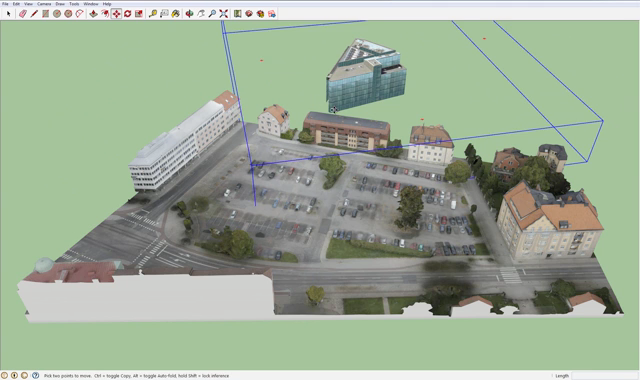 File Edit View Camera Draw Tools Window Help
Pick two points to move. Ctrl = toggle Copy, Alt = toggle Auto-fold, hold Shift = lock inference
Length